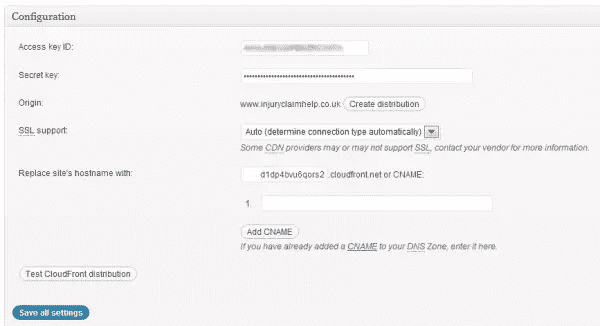 Configuration
Access key ID:
Secret key:
Origin: www.injuryclaimhelp.co.uk Create distribution
SSL support: Auto (determine connection type automatically)
Some CDN providers may or may not support SSL, contact your vendor for more information.
Replace site's hostname with: d1dp4bvu6qors2 .cloudfront.net or CNAME:
1.
Add CNAME
If you have already added a CNAME to your DNS Zone, enter it here.
Test CloudFront distribution
Save all settings